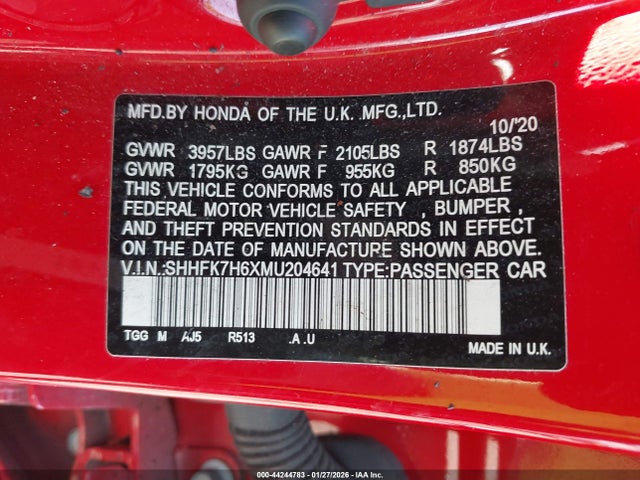 MFD.BY HONDA OF THE U.K. MFG.,LTD.
10/'20
GVWR 3957LBS GAWR F 2105LBS R 1874LBS
GVWR 1795KG GAWR F 955KG R 850KG
THIS VEHICLE CONFORMS TO ALL APPLICABLE
FEDERAL MOTOR VEHICLE SAFETY , BUMPER ,
AND THEFT PREVENTION STANDARDS IN EFFECT
ON THE DATE OF MANUFACTURE SHOWN ABOVE.
V.I.N.:SHHFK7H6XMU204641 TYPE:PASSENGER CAR
TGG M AJ5 R513 .A .U
MADE IN U.K.
000-44244783 | 01/27/2026 - IAA Inc.